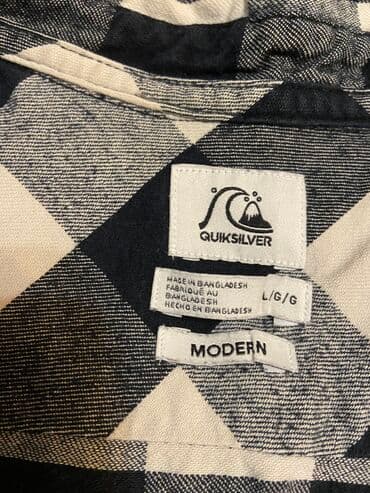 QUIKSILVER
MADE IN BANGLADESH
FABRIQUÉ AU
BANGLADESH
HECHO EN BANGLADESH
L/G/G
MODERN